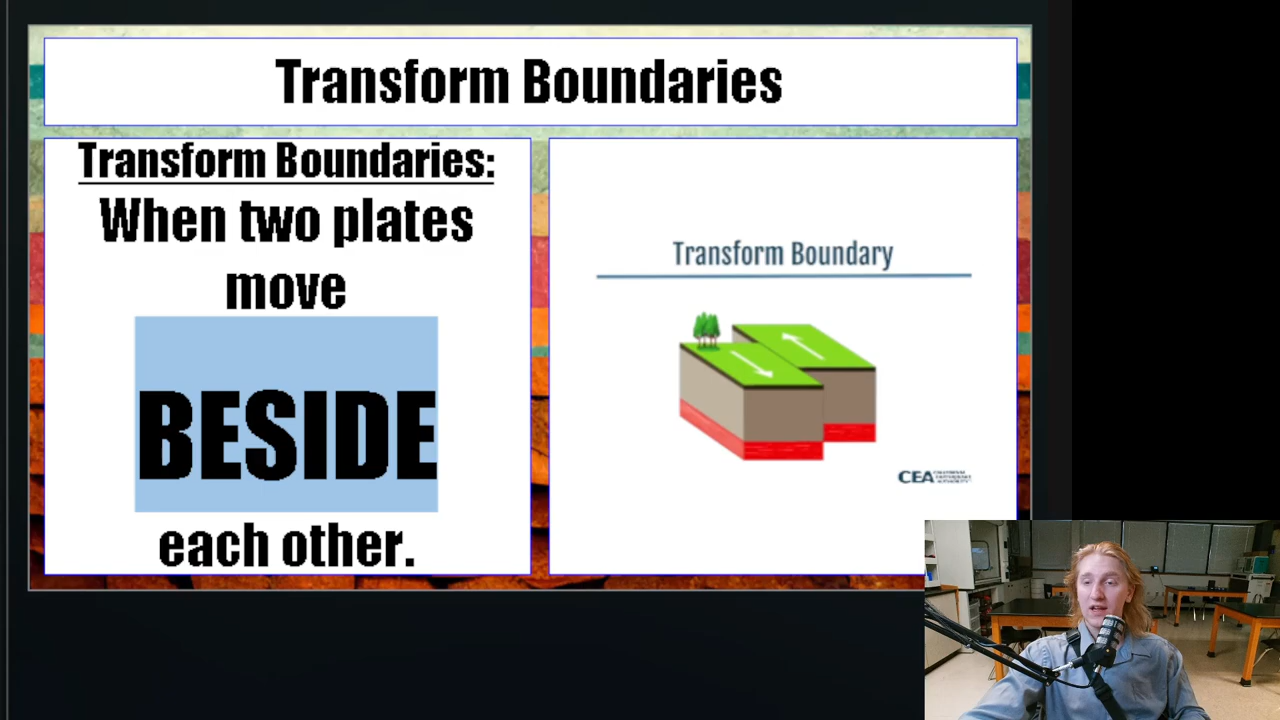 Transform Boundaries
Transform Boundaries:
When two plates
move
BESIDE
each other.
Transform Boundary
CEA